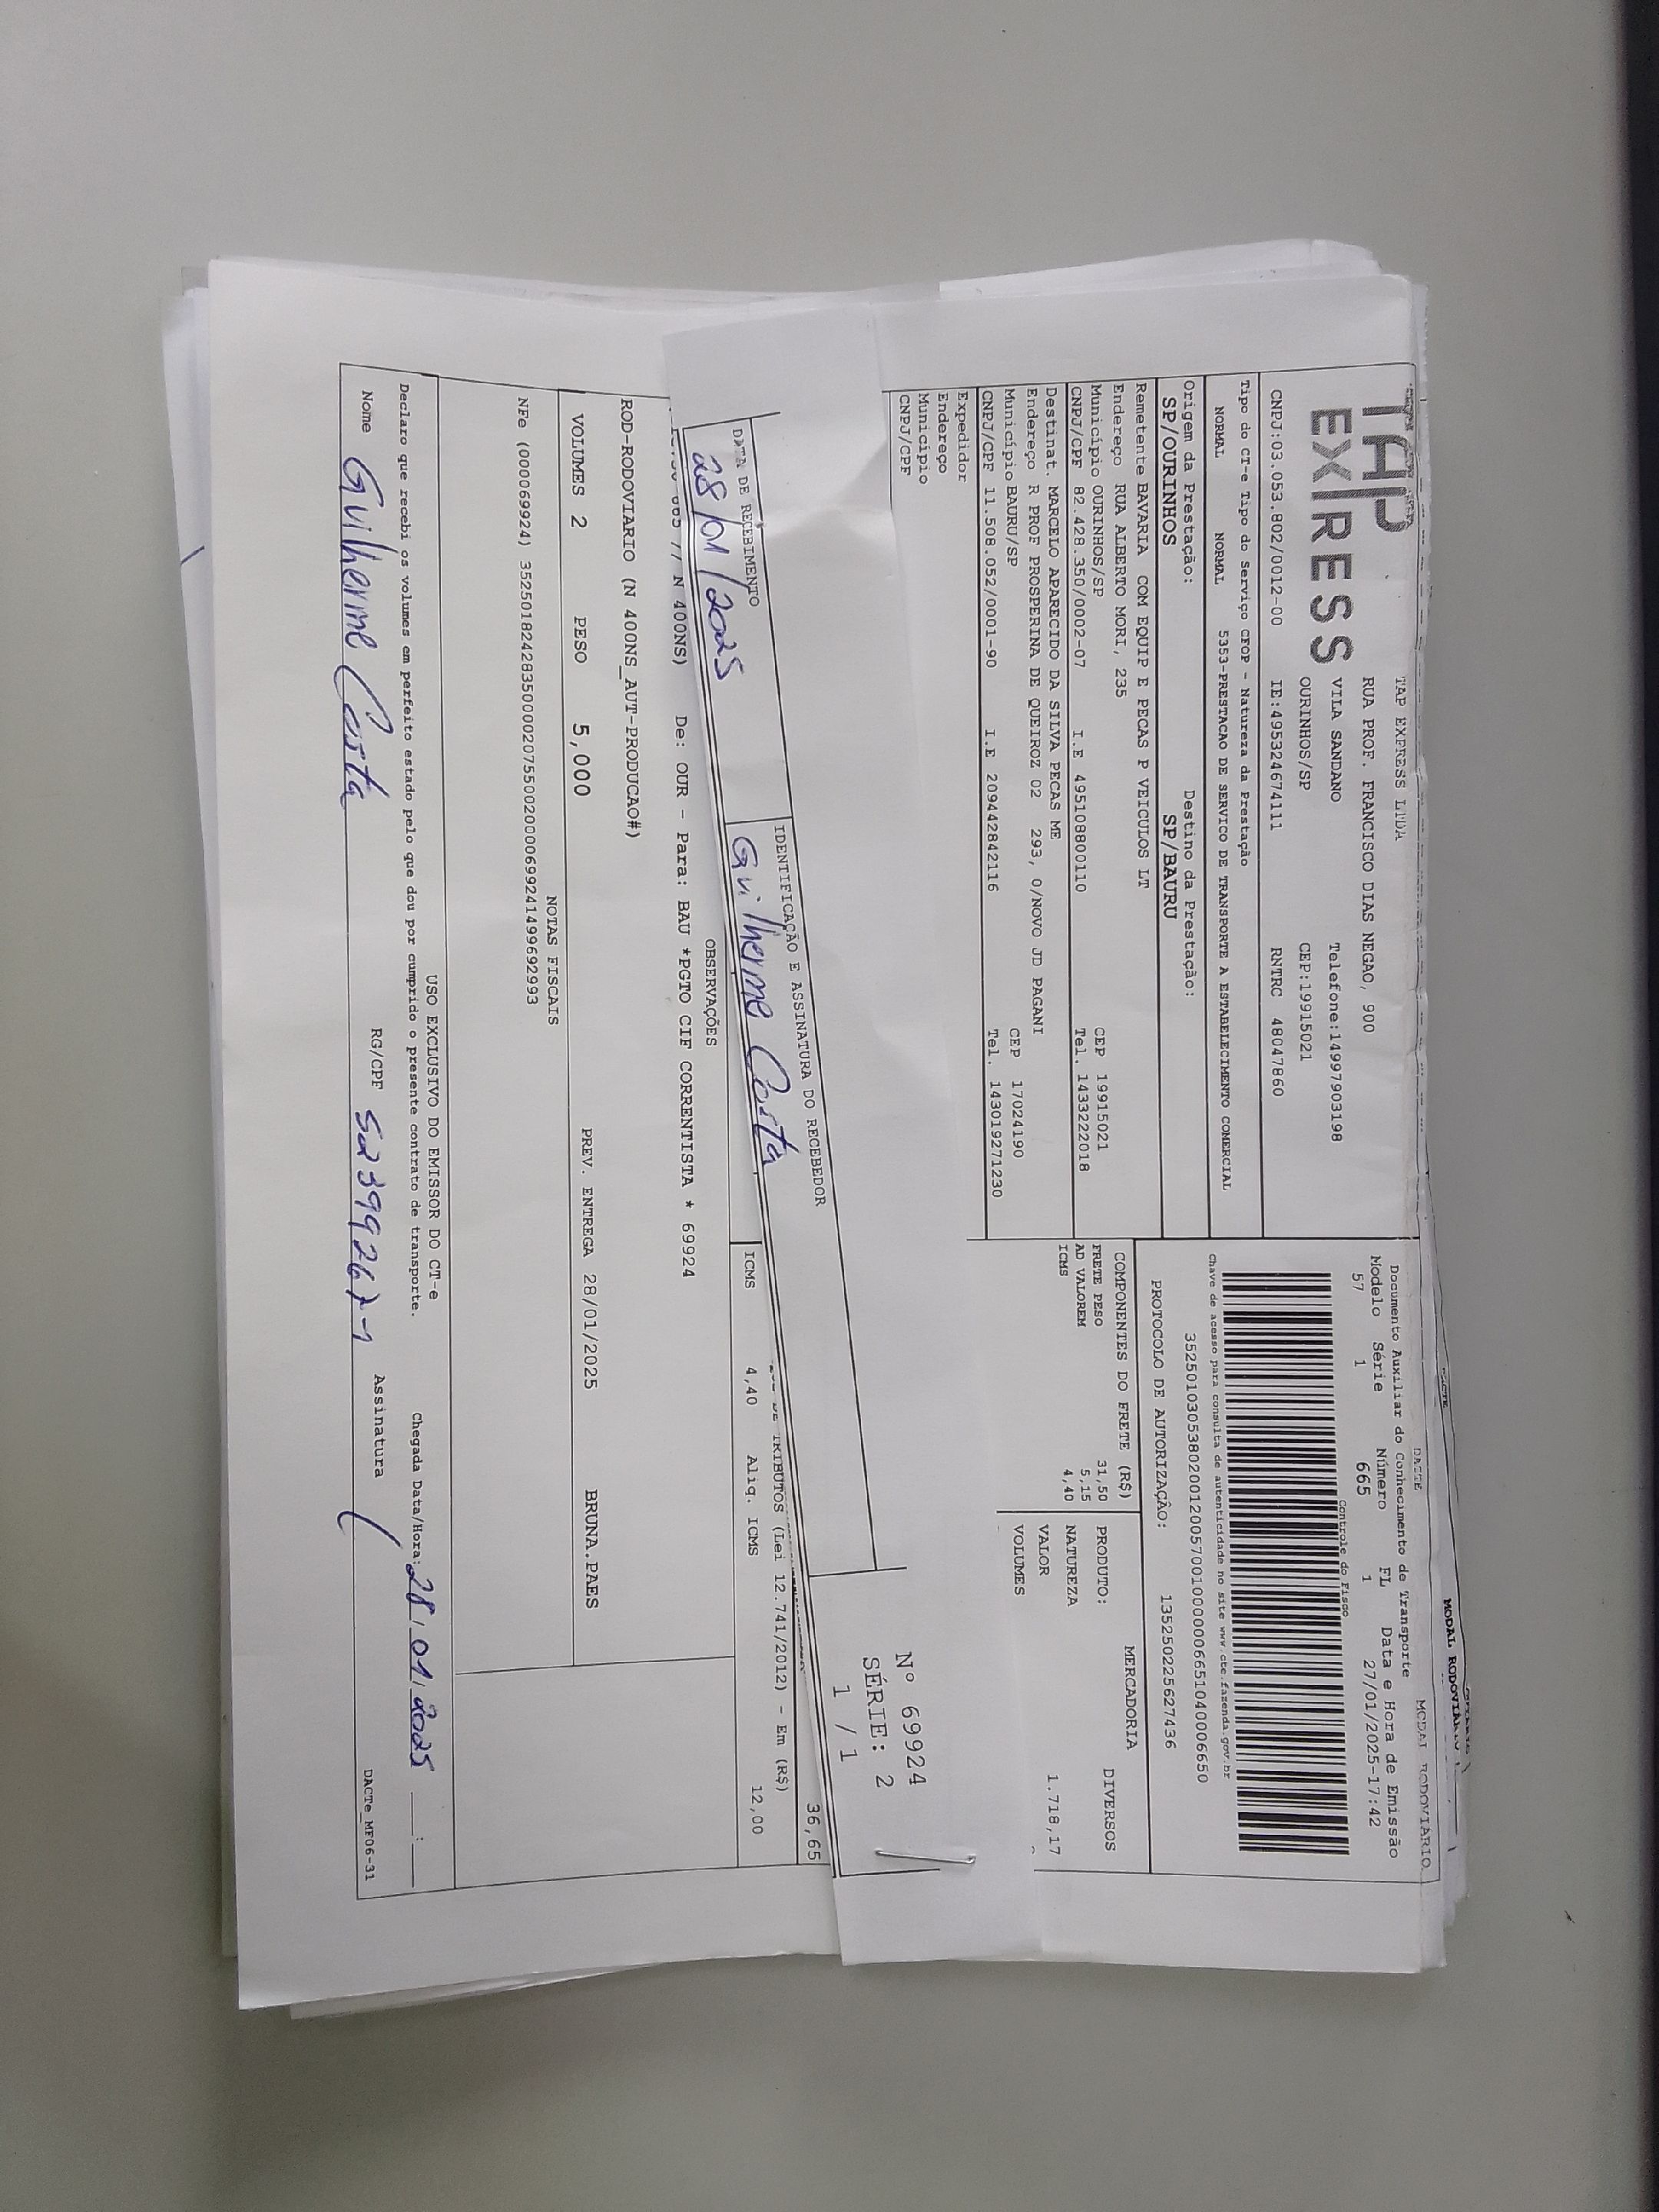 DACTE
MODAL RODOVIÁRIO
TAP EXPRESS
TAP EXPRESS LTDA
RUA PROF. FRANCISCO DIAS NEGAO, 900
VILA SANDANO Telefone:14997903198
OURINHOS/SP CEP:19915021
CNPJ:03.053.802/0012-00 IE:495324674111 RNTRC 48047860
Documento Auxiliar do Conhecimento de Transporte
Modelo Série Número FL Data e Hora de Emissão
57 1 665 1 27/01/2025-17:42
Controle do Fisco
Chave de acesso para consulta de autenticidade no site www.cte.fazenda.gov.br
35250103053802001200570010000006651040006650
PROTOCOLO DE AUTORIZAÇÃO: 135250225627436
Tipo do CT-e Tipo do Serviço CFOP - Natureza da Prestação
NORMAL NORMAL 5353-PRESTACAO DE SERVICO DE TRANSPORTE A ESTABELECIMENTO COMERCIAL
Origem da Prestação: Destino da Prestação:
SP/OURINHOS SP/BAURU
Remetente BAVARIA COM EQUIP E PECAS P VEICULOS LT
Endereço RUA ALBERTO MORI, 235
Município OURINHOS/SP CEP 19915021
CNPJ/CPF 82.428.350/0002-07 I.E 495108800110 Tel. 1433222018
Destinat. MARCELO APARECIDO DA SILVA PECAS ME
Endereço R PROF PROSPERINA DE QUEIROZ 02 293, 0/NOVO JD PAGANI
Município BAURU/SP CEP 17024190
CNPJ/CPF 11.508.052/0001-90 I.E 209442842116 Tel. 143019271230
Expedidor
Endereço
Município
CNPJ/CPF
COMPONENTES DO FRETE (R$)
FRETE PESO 31,50
AD VALOREM 5,15
ICMS 4,40
MERCADORIA
PRODUTO: DIVERSOS
NATUREZA
VALOR 1.718,17
VOLUMES
Nº 69924
SÉRIE: 2
1 / 1
DATA DE RECEBIMENTO IDENTIFICAÇÃO E ASSINATURA DO RECEBEDOR
28/01/2025 Guilherme Costa
36,65
TRIBUTOS (Lei 12.741/2012) - Em (R$)
ICMS 4,40 Aliq. ICMS 12,00
OBSERVAÇÕES
// N 400NS) De: OUR - Para: BAU *PGTO CIF CORRENTISTA * 69924
ROD-RODOVIARIO (N 400NS_AUT-PRODUCAO#)
VOLUMES 2 PESO 5,000 PREV. ENTREGA 28/01/2025 BRUNA.PAES
NOTAS FISCAIS
NFe (000069924) 35250182428350000207550020000699241499692993
USO EXCLUSIVO DO EMISSOR DO CT-e
Declaro que recebi os volumes em perfeito estado pelo que dou por cumprido o presente contrato de transporte. Chegada Data/Hora: 28/01/2025 __:__
Nome Guilherme Costa RG/CPF Assinatura
DACTe_MF06-31